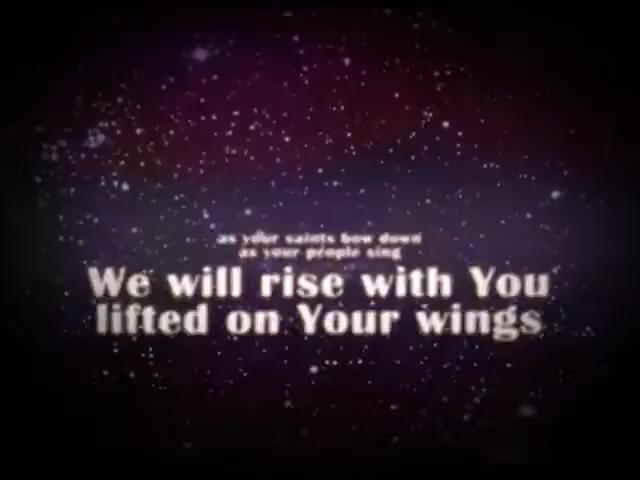 as your saints bow down
as your people sing
We will rise with You
lifted on Your wings